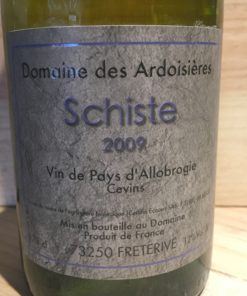 Domaine des Ardoisières
Schiste
2009
Vin de Pays d'Allobrogie
Cevins
Mis en bouteille au Domaine
Produit de France
73250 FRETERIVE